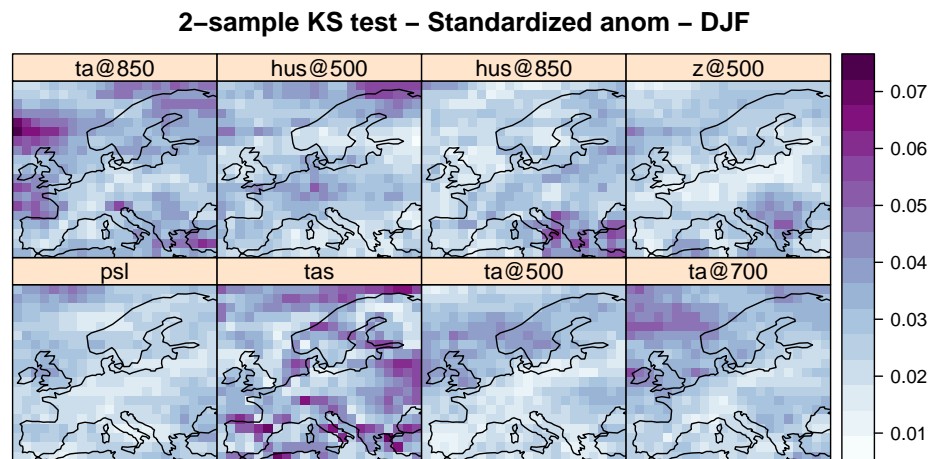 2−sample KS test − Standardized anom − DJF
ta@850 hus@500 hus@850 z@500
psl tas ta@500 ta@700
0.07
0.06
0.05
0.04
0.03
0.02
0.01